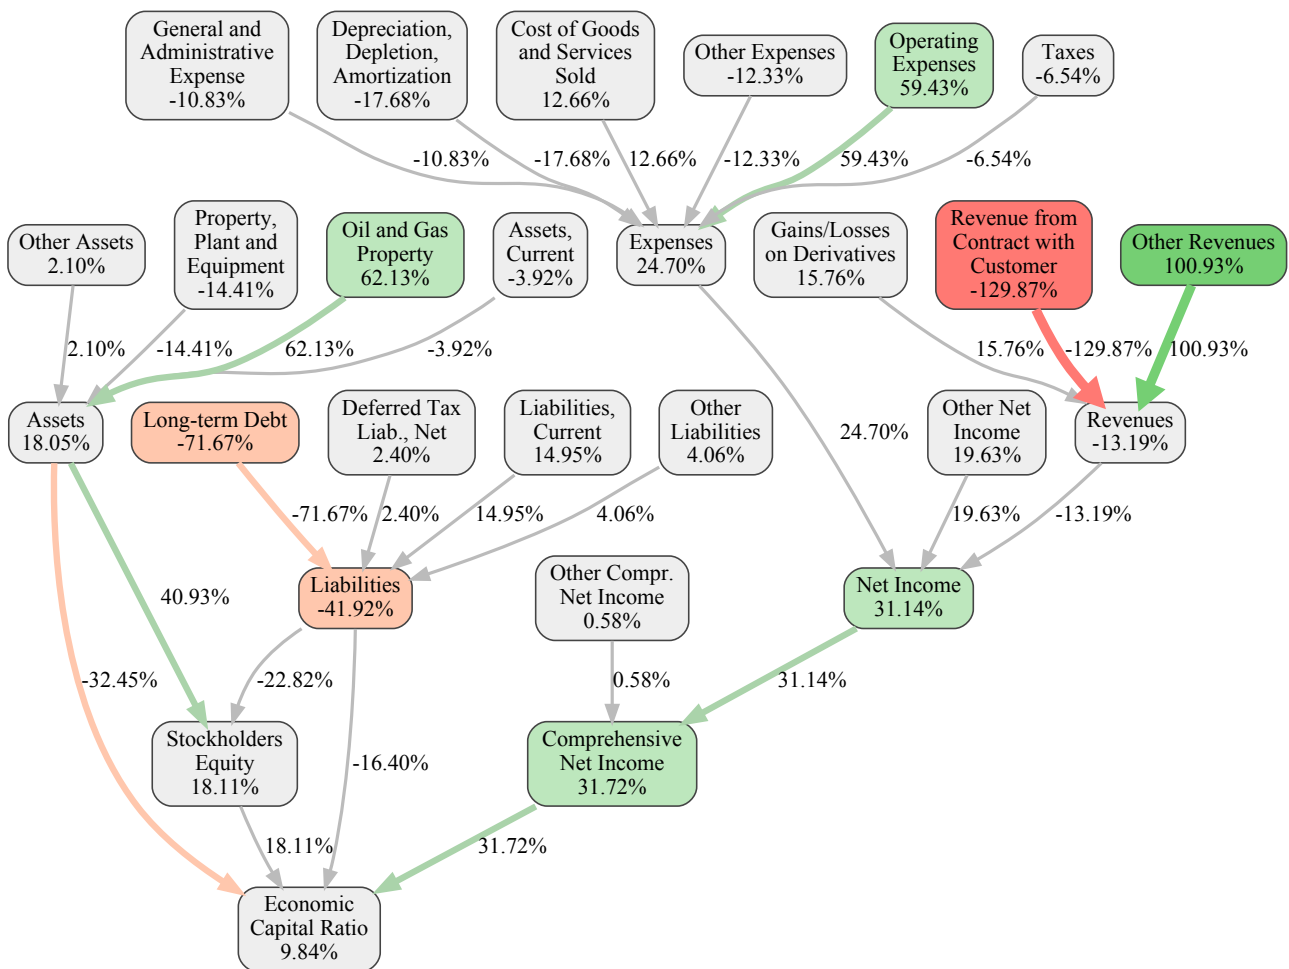 General and
Administrative
Expense
-10.83%
Depreciation,
Depletion,
Amortization
-17.68%
Cost of Goods
and Services
Sold
12.66%
Other Expenses
-12.33%
Operating
Expenses
59.43%
Taxes
-6.54%
-10.83%
-17.68%
12.66%
-12.33%
59.43%
-6.54%
Other Assets
2.10%
Property,
Plant and
Equipment
-14.41%
Oil and Gas
Property
62.13%
Assets,
Current
-3.92%
Expenses
24.70%
Gains/Losses
on Derivatives
15.76%
Revenue from
Contract with
Customer
-129.87%
Other Revenues
100.93%
2.10%
-14.41%
62.13%
-3.92%
15.76%
-129.87%
100.93%
Assets
18.05%
Long-term Debt
-71.67%
Deferred Tax
Liab., Net
2.40%
Liabilities,
Current
14.95%
Other
Liabilities
4.06%
24.70%
Other Net
Income
19.63%
Revenues
-13.19%
-71.67%
2.40%
14.95%
4.06%
19.63%
-13.19%
40.93%
Liabilities
-41.92%
Other Compr.
Net Income
0.58%
Net Income
31.14%
-32.45%
-22.82%
0.58%
31.14%
Stockholders
Equity
18.11%
-16.40%
Comprehensive
Net Income
31.72%
18.11%
31.72%
Economic
Capital Ratio
9.84%